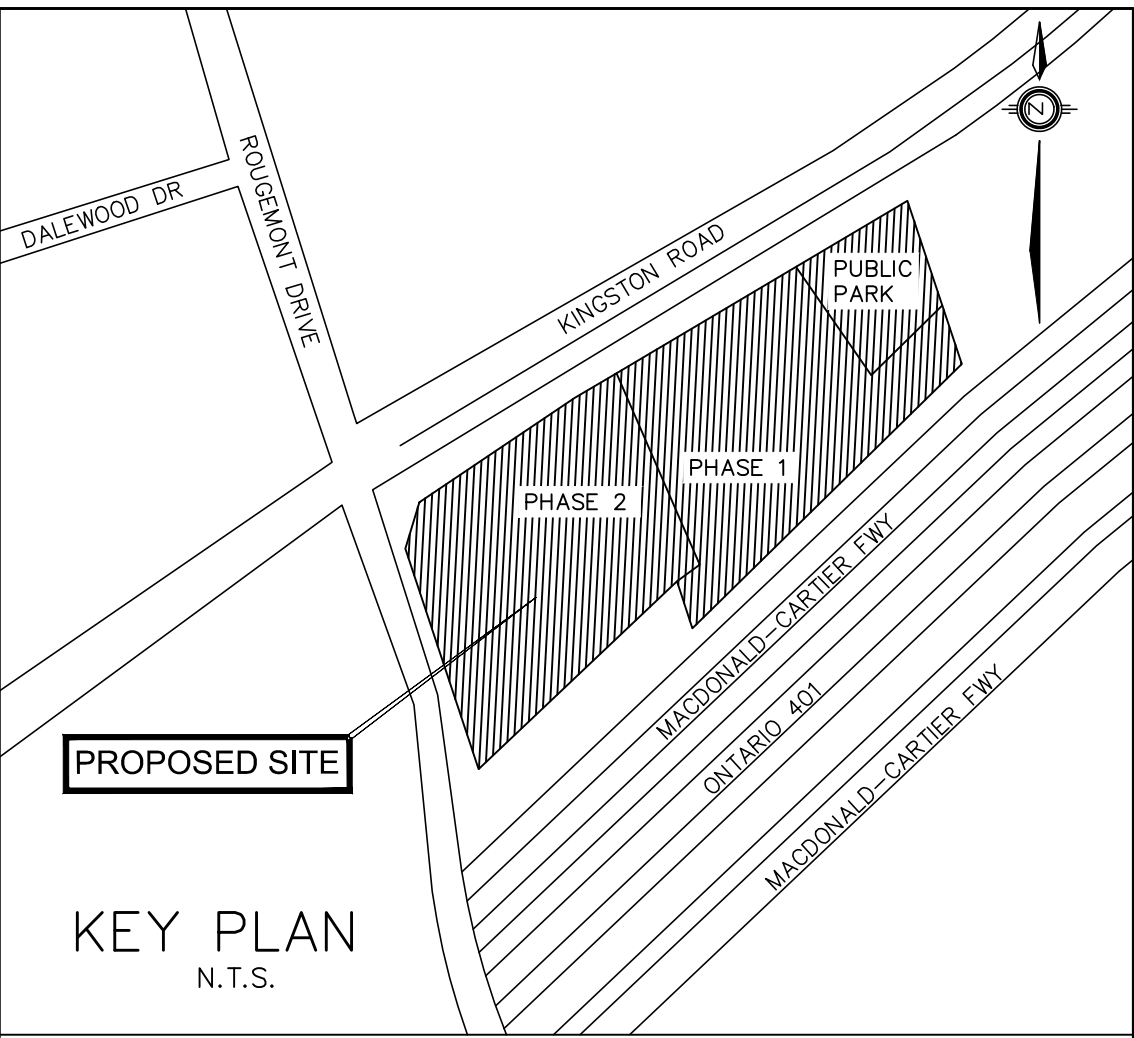 N
DALEWOOD DR
ROUGEMONT DRIVE
KINGSTON ROAD
PUBLIC
PARK
PHASE 1
PHASE 2
MACDONALD-CARTIER FWY
ONTARIO 401
MACDONALD-CARTIER FWY
PROPOSED SITE
KEY PLAN
N.T.S.